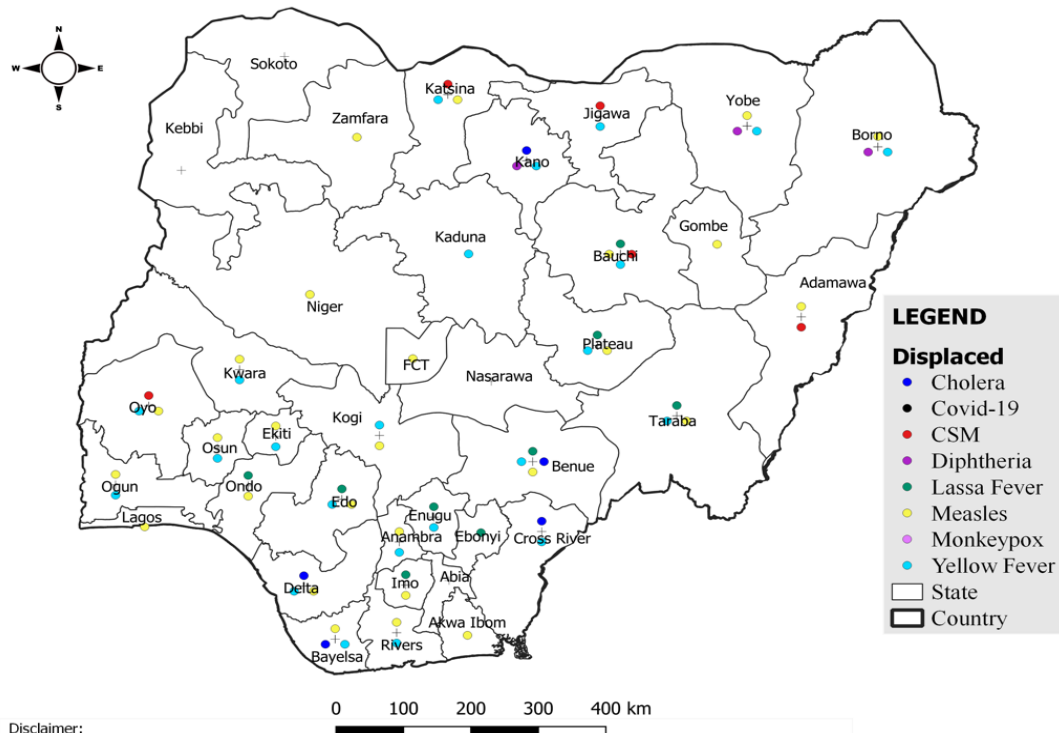 N
W E
S
Sokoto
Katsina
Jigawa
Yobe
Borno
Kebbi
Zamfara
Kano
Kaduna
Bauchi
Gombe
Adamawa
Niger
Plateau
FCT
Nasarawa
Kwara
Taraba
Oyo
Kogi
Osun
Ekiti
Benue
Ogun
Ondo
Edo
Lagos
Enugu
Anambra
Ebonyi
Cross River
Delta
Imo
Abia
Akwa Ibom
Bayelsa
Rivers
LEGEND
Displaced
Cholera
Covid-19
CSM
Diphtheria
Lassa Fever
Measles
Monkeypox
Yellow Fever
State
Country
0 100 200 300 400 km
Disclaimer: